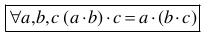 ∀a,b,c (a·b)·c = a·(b·c)